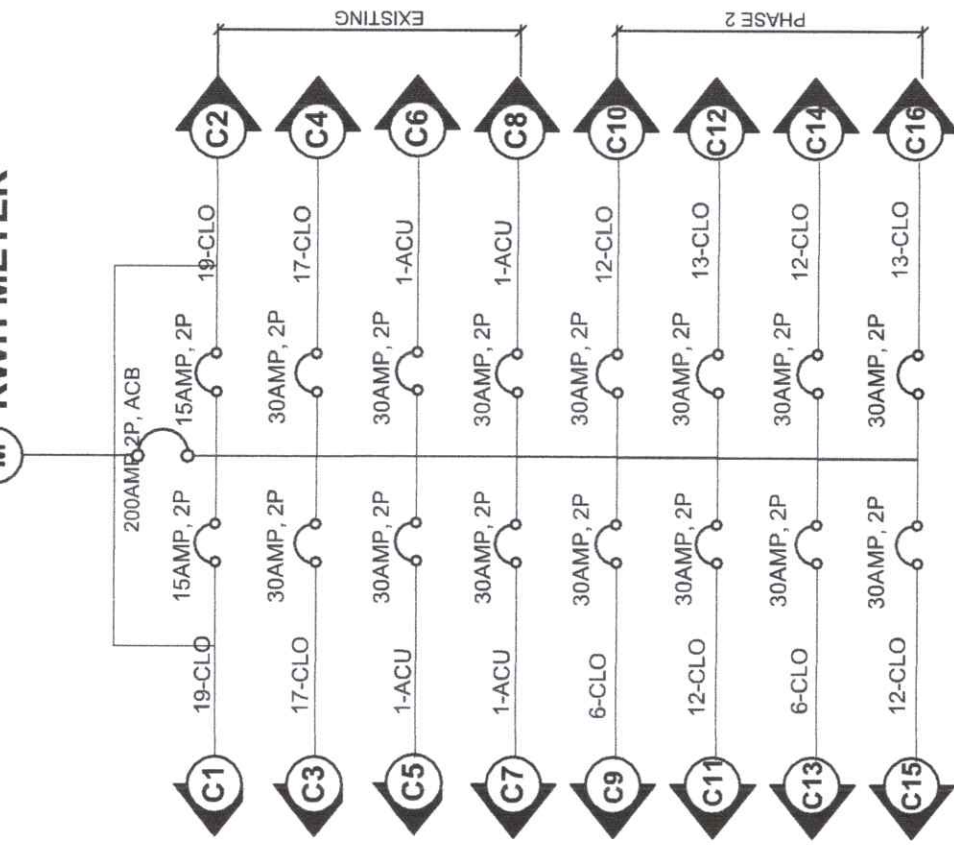 M KWH METER
200AMP, 2P, ACB
EXISTING
PHASE 2
C1 19-CLO 15AMP, 2P 15AMP, 2P 19-CLO C2
C3 17-CLO 30AMP, 2P 30AMP, 2P 17-CLO C4
C5 1-ACU 30AMP, 2P 30AMP, 2P 1-ACU C6
C7 1-ACU 30AMP, 2P 30AMP, 2P 1-ACU C8
C9 6-CLO 30AMP, 2P 30AMP, 2P 12-CLO C10
C11 12-CLO 30AMP, 2P 30AMP, 2P 13-CLO C12
C13 6-CLO 30AMP, 2P 30AMP, 2P 12-CLO C14
C15 12-CLO 30AMP, 2P 30AMP, 2P 13-CLO C16